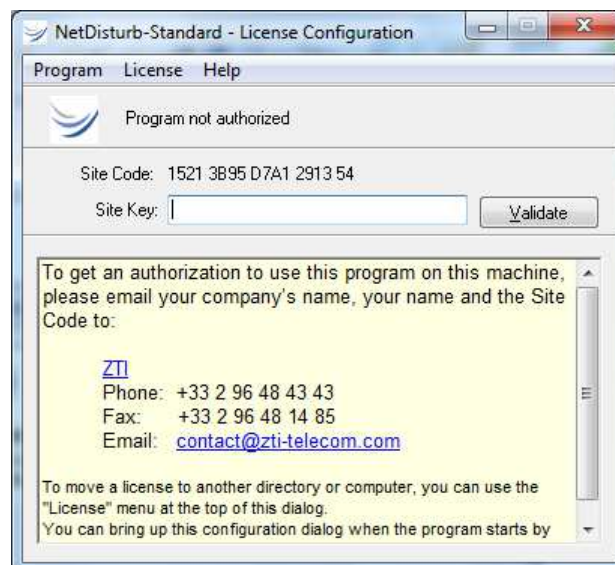 NetDisturb-Standard - License Configuration
Program License Help
Program not authorized
Site Code: 1521 3B95 D7A1 2913 54
Site Key:
Validate
To get an authorization to use this program on this machine,
please email your company's name, your name and the Site
Code to:
ZTI
Phone: +33 2 96 48 43 43
Fax: +33 2 96 48 14 85
Email: contact@zti-telecom.com
To move a license to another directory or computer, you can use the
"License" menu at the top of this dialog.
You can bring up this configuration dialog when the program starts by